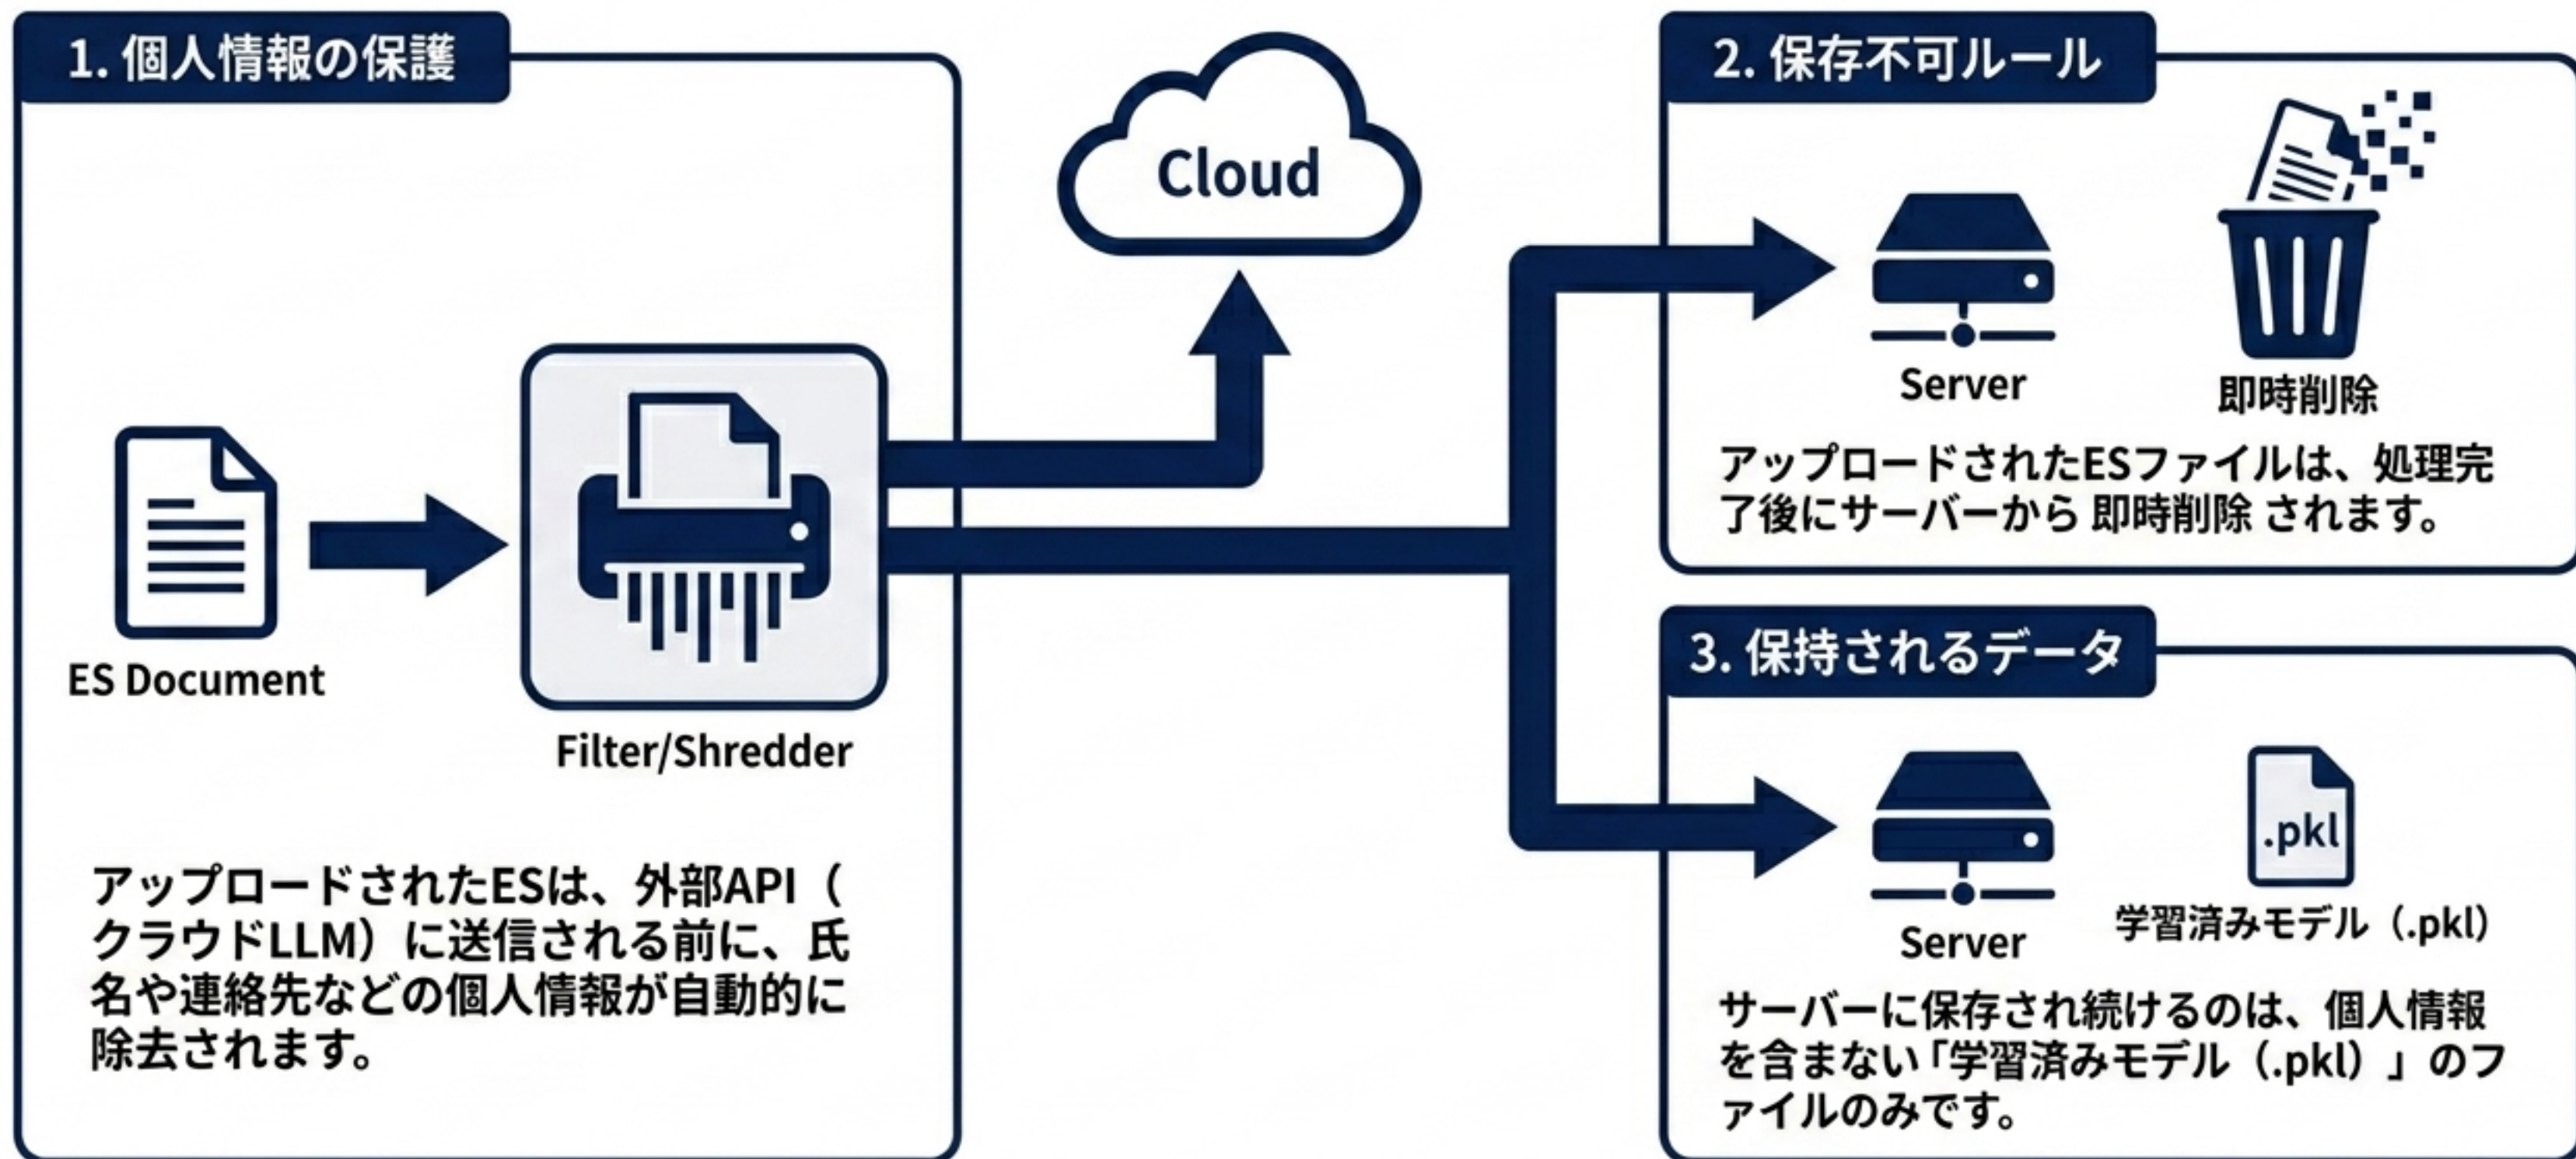 1. 個人情報の保護
ES Document
Filter/Shredder
アップロードされたESは、外部API（
クラウドLLM）に送信される前に、氏
名や連絡先などの個人情報が自動的に
除去されます。
Cloud
2. 保存不可ルール
Server
即時削除
アップロードされたESファイルは、処理完
了後にサーバーから 即時削除 されます。
3. 保持されるデータ
.pkl
Server
学習済みモデル（.pkl）
サーバーに保存され続けるのは、個人情報
を含まない「学習済みモデル（.pkl）」のフ
ァイルのみです。